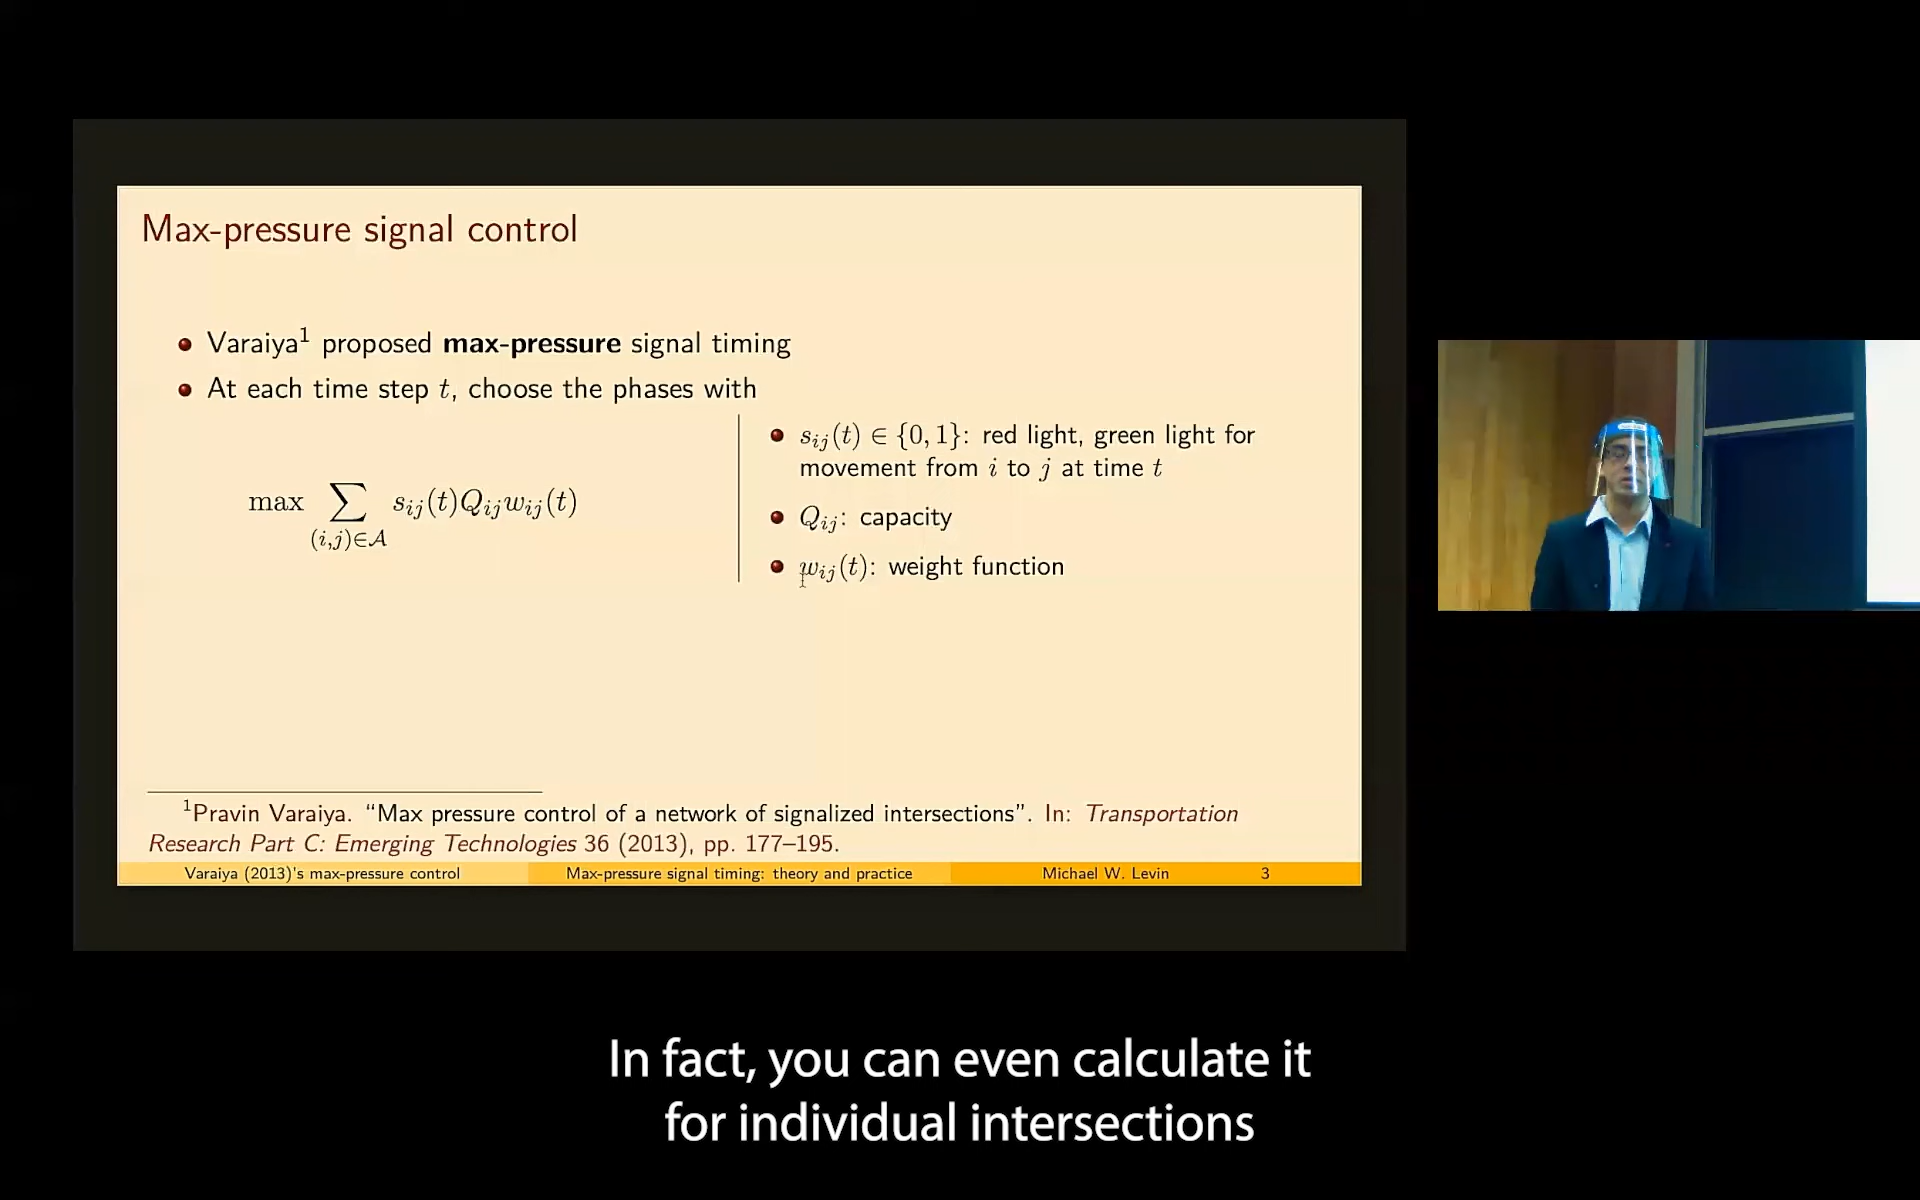 Max-pressure signal control
Varaiya¹ proposed max-pressure signal timing
At each time step t, choose the phases with
max ∑ s_ij(t)Q_ij w_ij(t)
(i,j)∈𝒜
s_ij(t) ∈ {0, 1}: red light, green light for
movement from i to j at time t
Q_ij: capacity
w_ij(t): weight function
¹Pravin Varaiya. “Max pressure control of a network of signalized intersections”. In: Transportation
Research Part C: Emerging Technologies 36 (2013), pp. 177–195.
Varaiya (2013)'s max-pressure control Max-pressure signal timing: theory and practice Michael W. Levin 3
In fact, you can even calculate it
for individual intersections